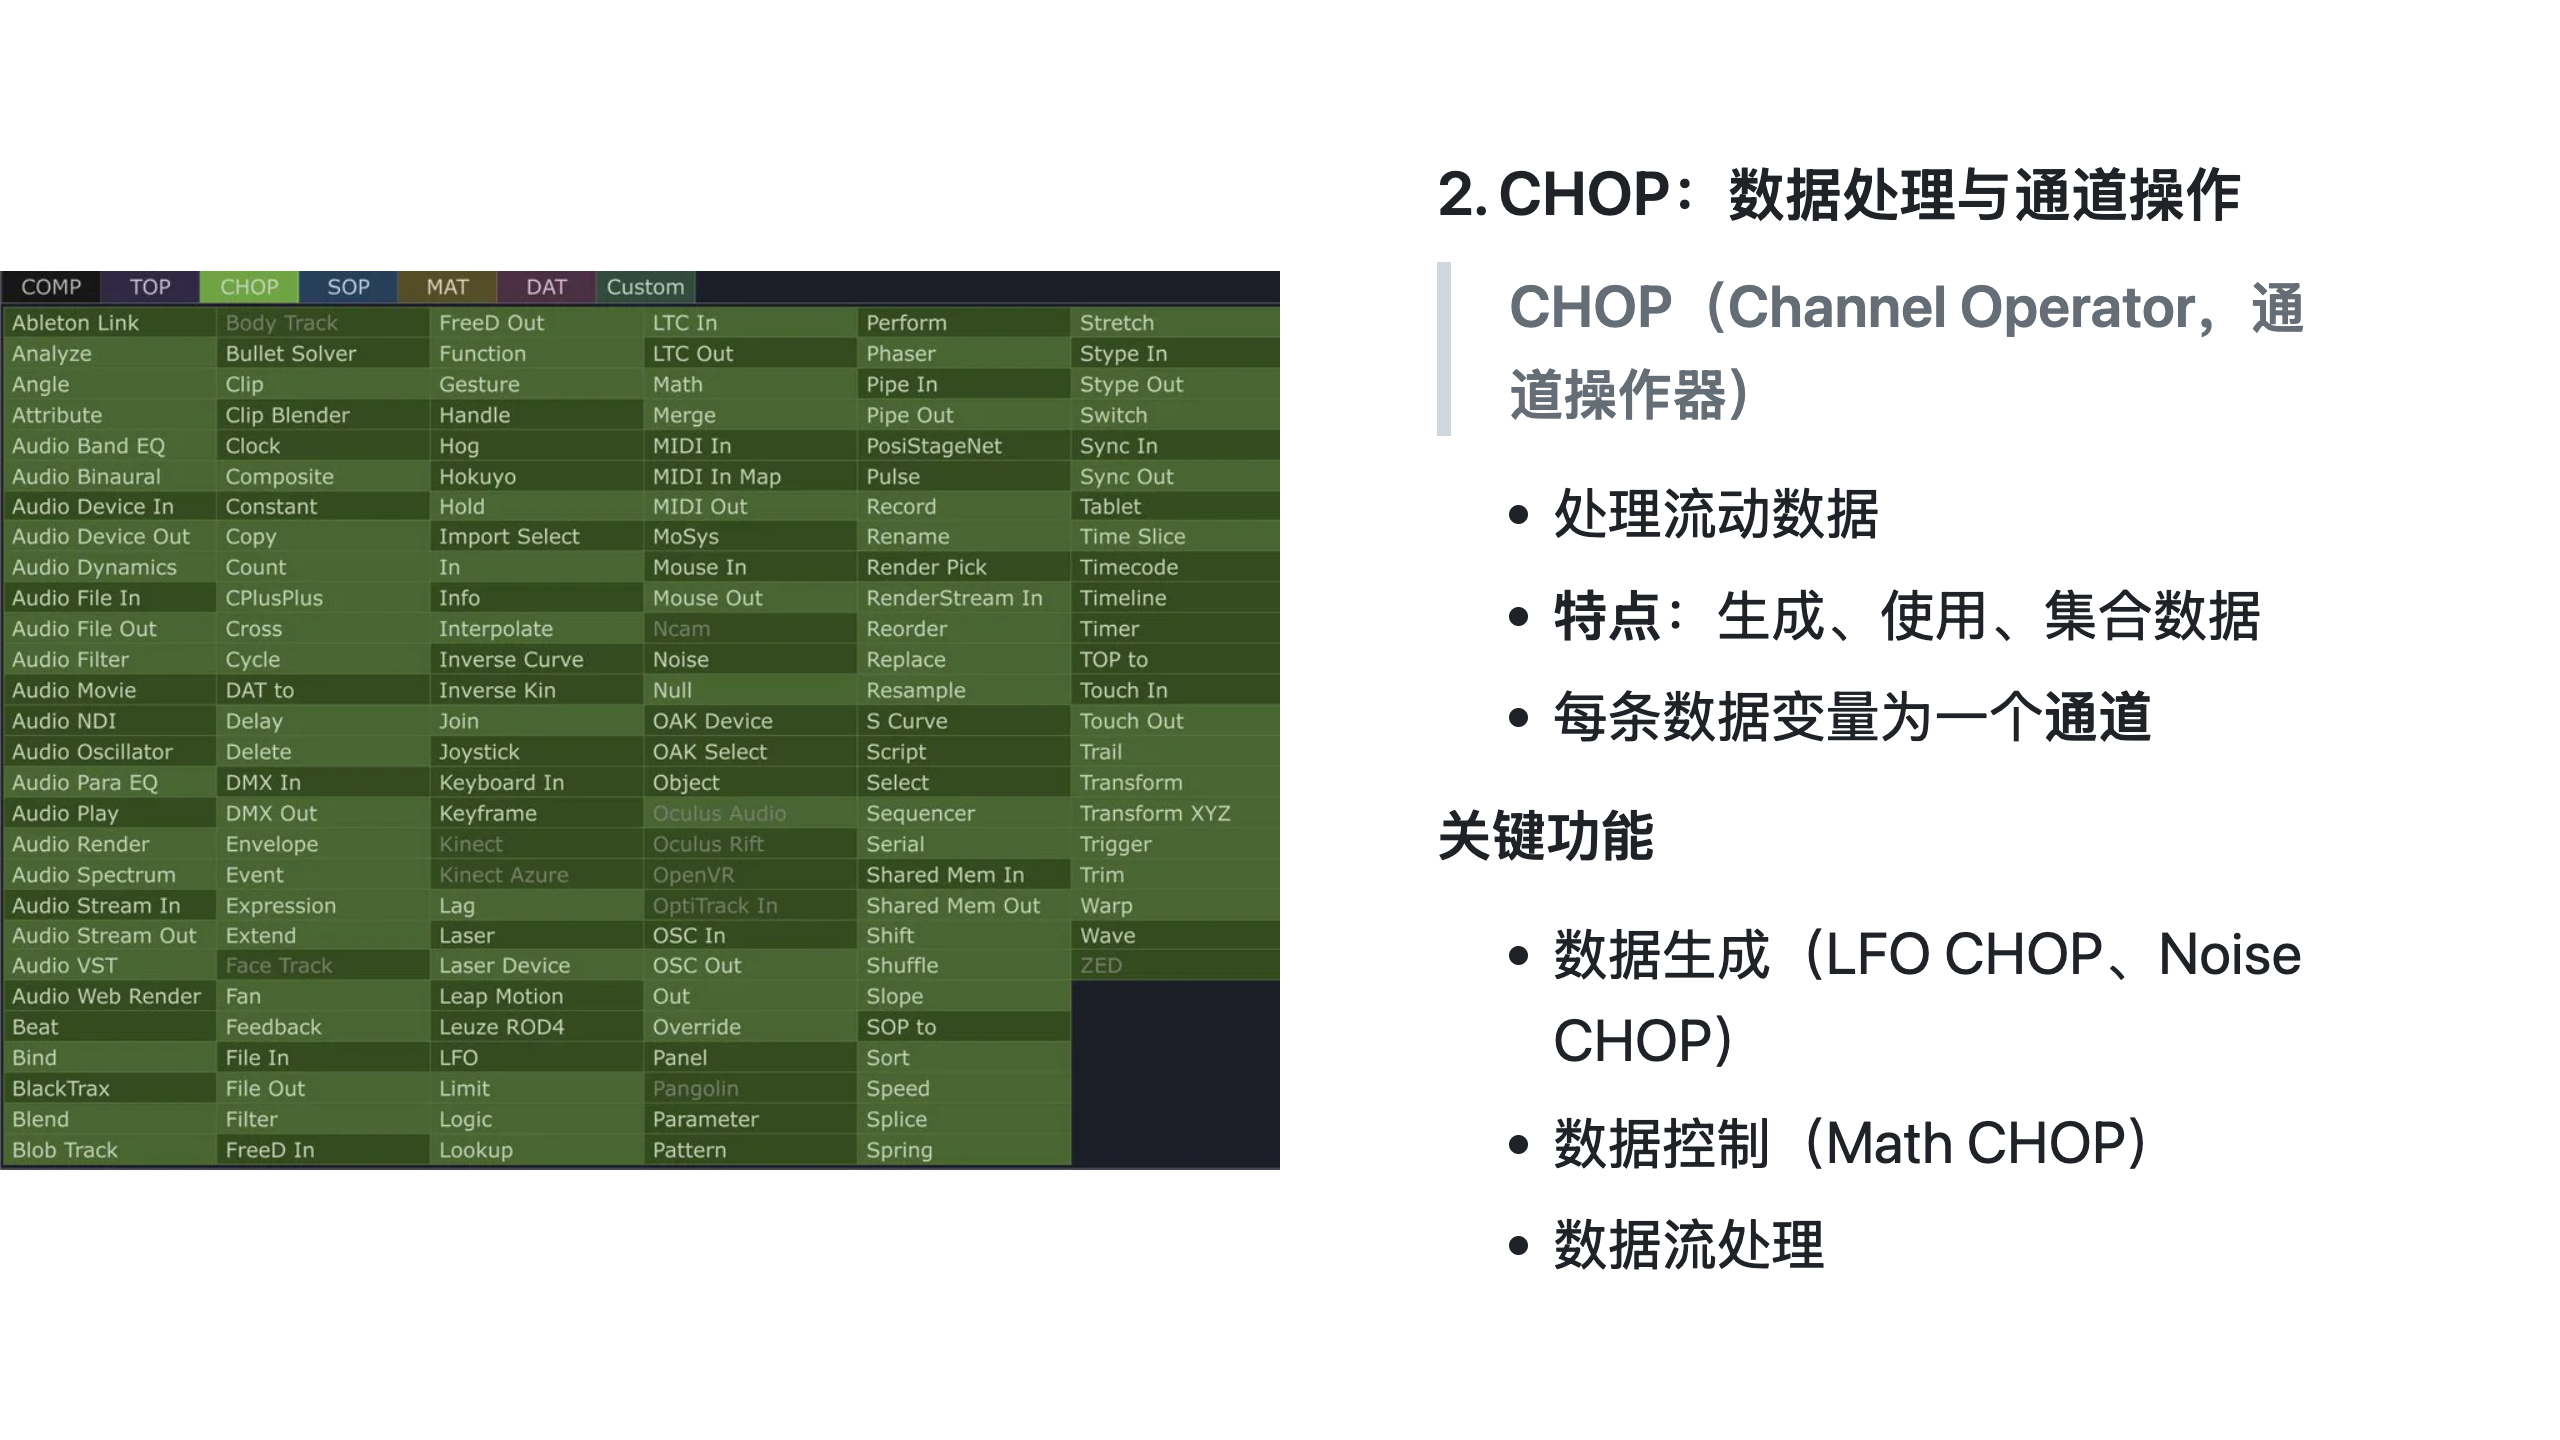 COMP TOP CHOP SOP MAT DAT Custom
Ableton Link
Analyze
Angle
Attribute
Audio Band EQ
Audio Binaural
Audio Device In
Audio Device Out
Audio Dynamics
Audio File In
Audio File Out
Audio Filter
Audio Movie
Audio NDI
Audio Oscillator
Audio Para EQ
Audio Play
Audio Render
Audio Spectrum
Audio Stream In
Audio Stream Out
Audio VST
Audio Web Render
Beat
Bind
BlackTrax
Blend
Blob Track
Body Track
Bullet Solver
Clip
Clip Blender
Clock
Composite
Constant
Copy
Count
CPlusPlus
Cross
Cycle
DAT to
Delay
Delete
DMX In
DMX Out
Envelope
Event
Expression
Extend
Face Track
Fan
Feedback
File In
File Out
Filter
FreeD In
FreeD Out
Function
Gesture
Handle
Hog
Hokuyo
Hold
Import Select
In
Info
Interpolate
Inverse Curve
Inverse Kin
Join
Joystick
Keyboard In
Keyframe
Kinect
Kinect Azure
Lag
Laser
Laser Device
Leap Motion
Leuze ROD4
LFO
Limit
Logic
Lookup
LTC In
LTC Out
Math
Merge
MIDI In
MIDI In Map
MIDI Out
MoSys
Mouse In
Mouse Out
Ncam
Noise
Null
OAK Device
OAK Select
Object
Oculus Audio
Oculus Rift
OpenVR
OptiTrack In
OSC In
OSC Out
Out
Override
Panel
Pangolin
Parameter
Pattern
Perform
Phaser
Pipe In
Pipe Out
PosiStageNet
Pulse
Record
Rename
Render Pick
RenderStream In
Reorder
Replace
Resample
S Curve
Script
Select
Sequencer
Serial
Shared Mem In
Shared Mem Out
Shift
Shuffle
Slope
SOP to
Sort
Speed
Splice
Spring
Stretch
Stype In
Stype Out
Switch
Sync In
Sync Out
Tablet
Time Slice
Timecode
Timeline
Timer
TOP to
Touch In
Touch Out
Trail
Transform
Transform XYZ
Trigger
Trim
Warp
Wave
ZED
2. CHOP：数据处理与通道操作
CHOP（Channel Operator，通
道操作器）
• 处理流动数据
• 特点：生成、使用、集合数据
• 每条数据变量为一个通道
关键功能
• 数据生成（LFO CHOP、Noise
CHOP）
• 数据控制（Math CHOP）
• 数据流处理